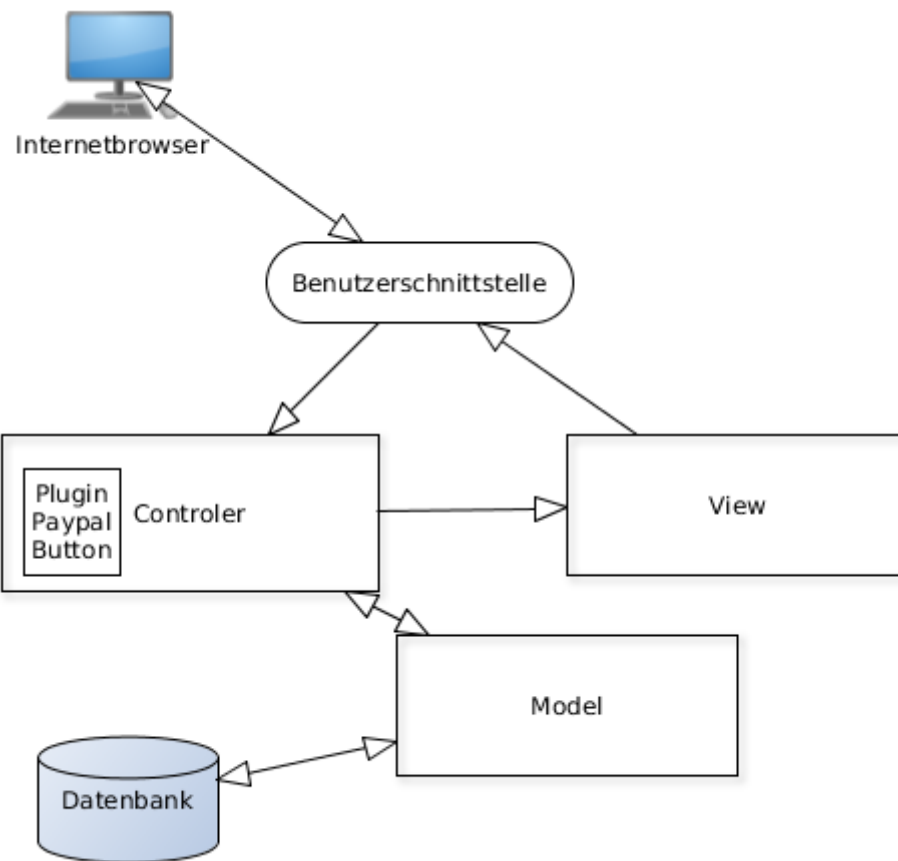 Internetbrowser
Benutzerschnittstelle
Plugin
Paypal
Button
Controler
View
Model
Datenbank